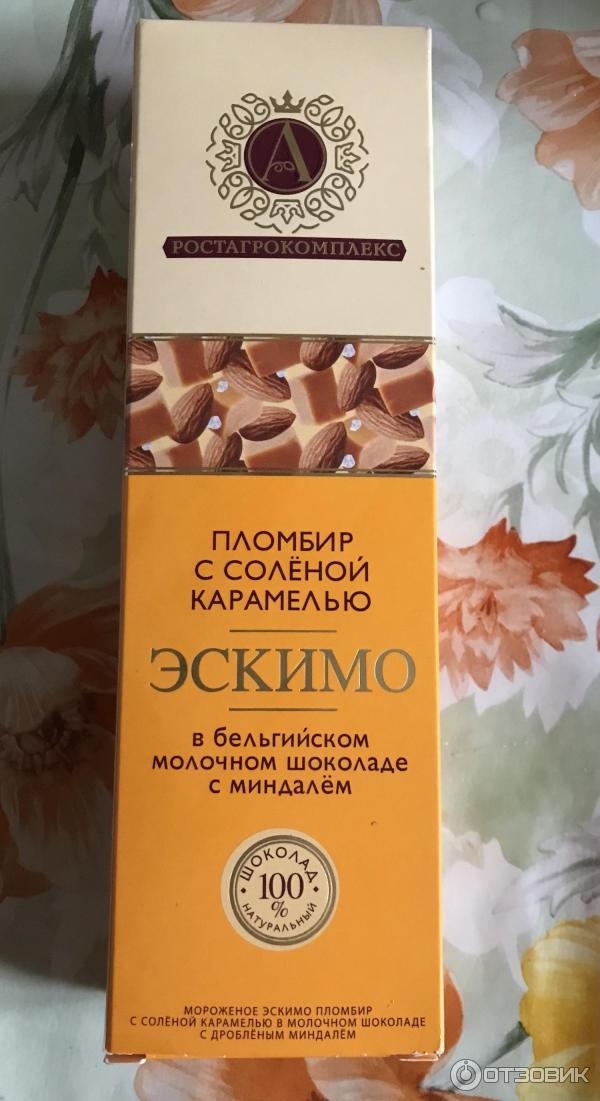 А
РОСТАГРОКОМПЛЕКС
ПЛОМБИР
С СОЛЁНОЙ
КАРАМЕЛЬЮ
ЭСКИМО
в бельгийском
молочном шоколаде
с миндалём
ШОКОЛАД
100
%
НАТУРАЛЬНЫЙ
МОРОЖЕНОЕ ЭСКИМО ПЛОМБИР
С СОЛЁНОЙ КАРАМЕЛЬЮ В МОЛОЧНОМ ШОКОЛАДЕ
С ДРОБЛЁНЫМ МИНДАЛЁМ
ОТЗОВИК